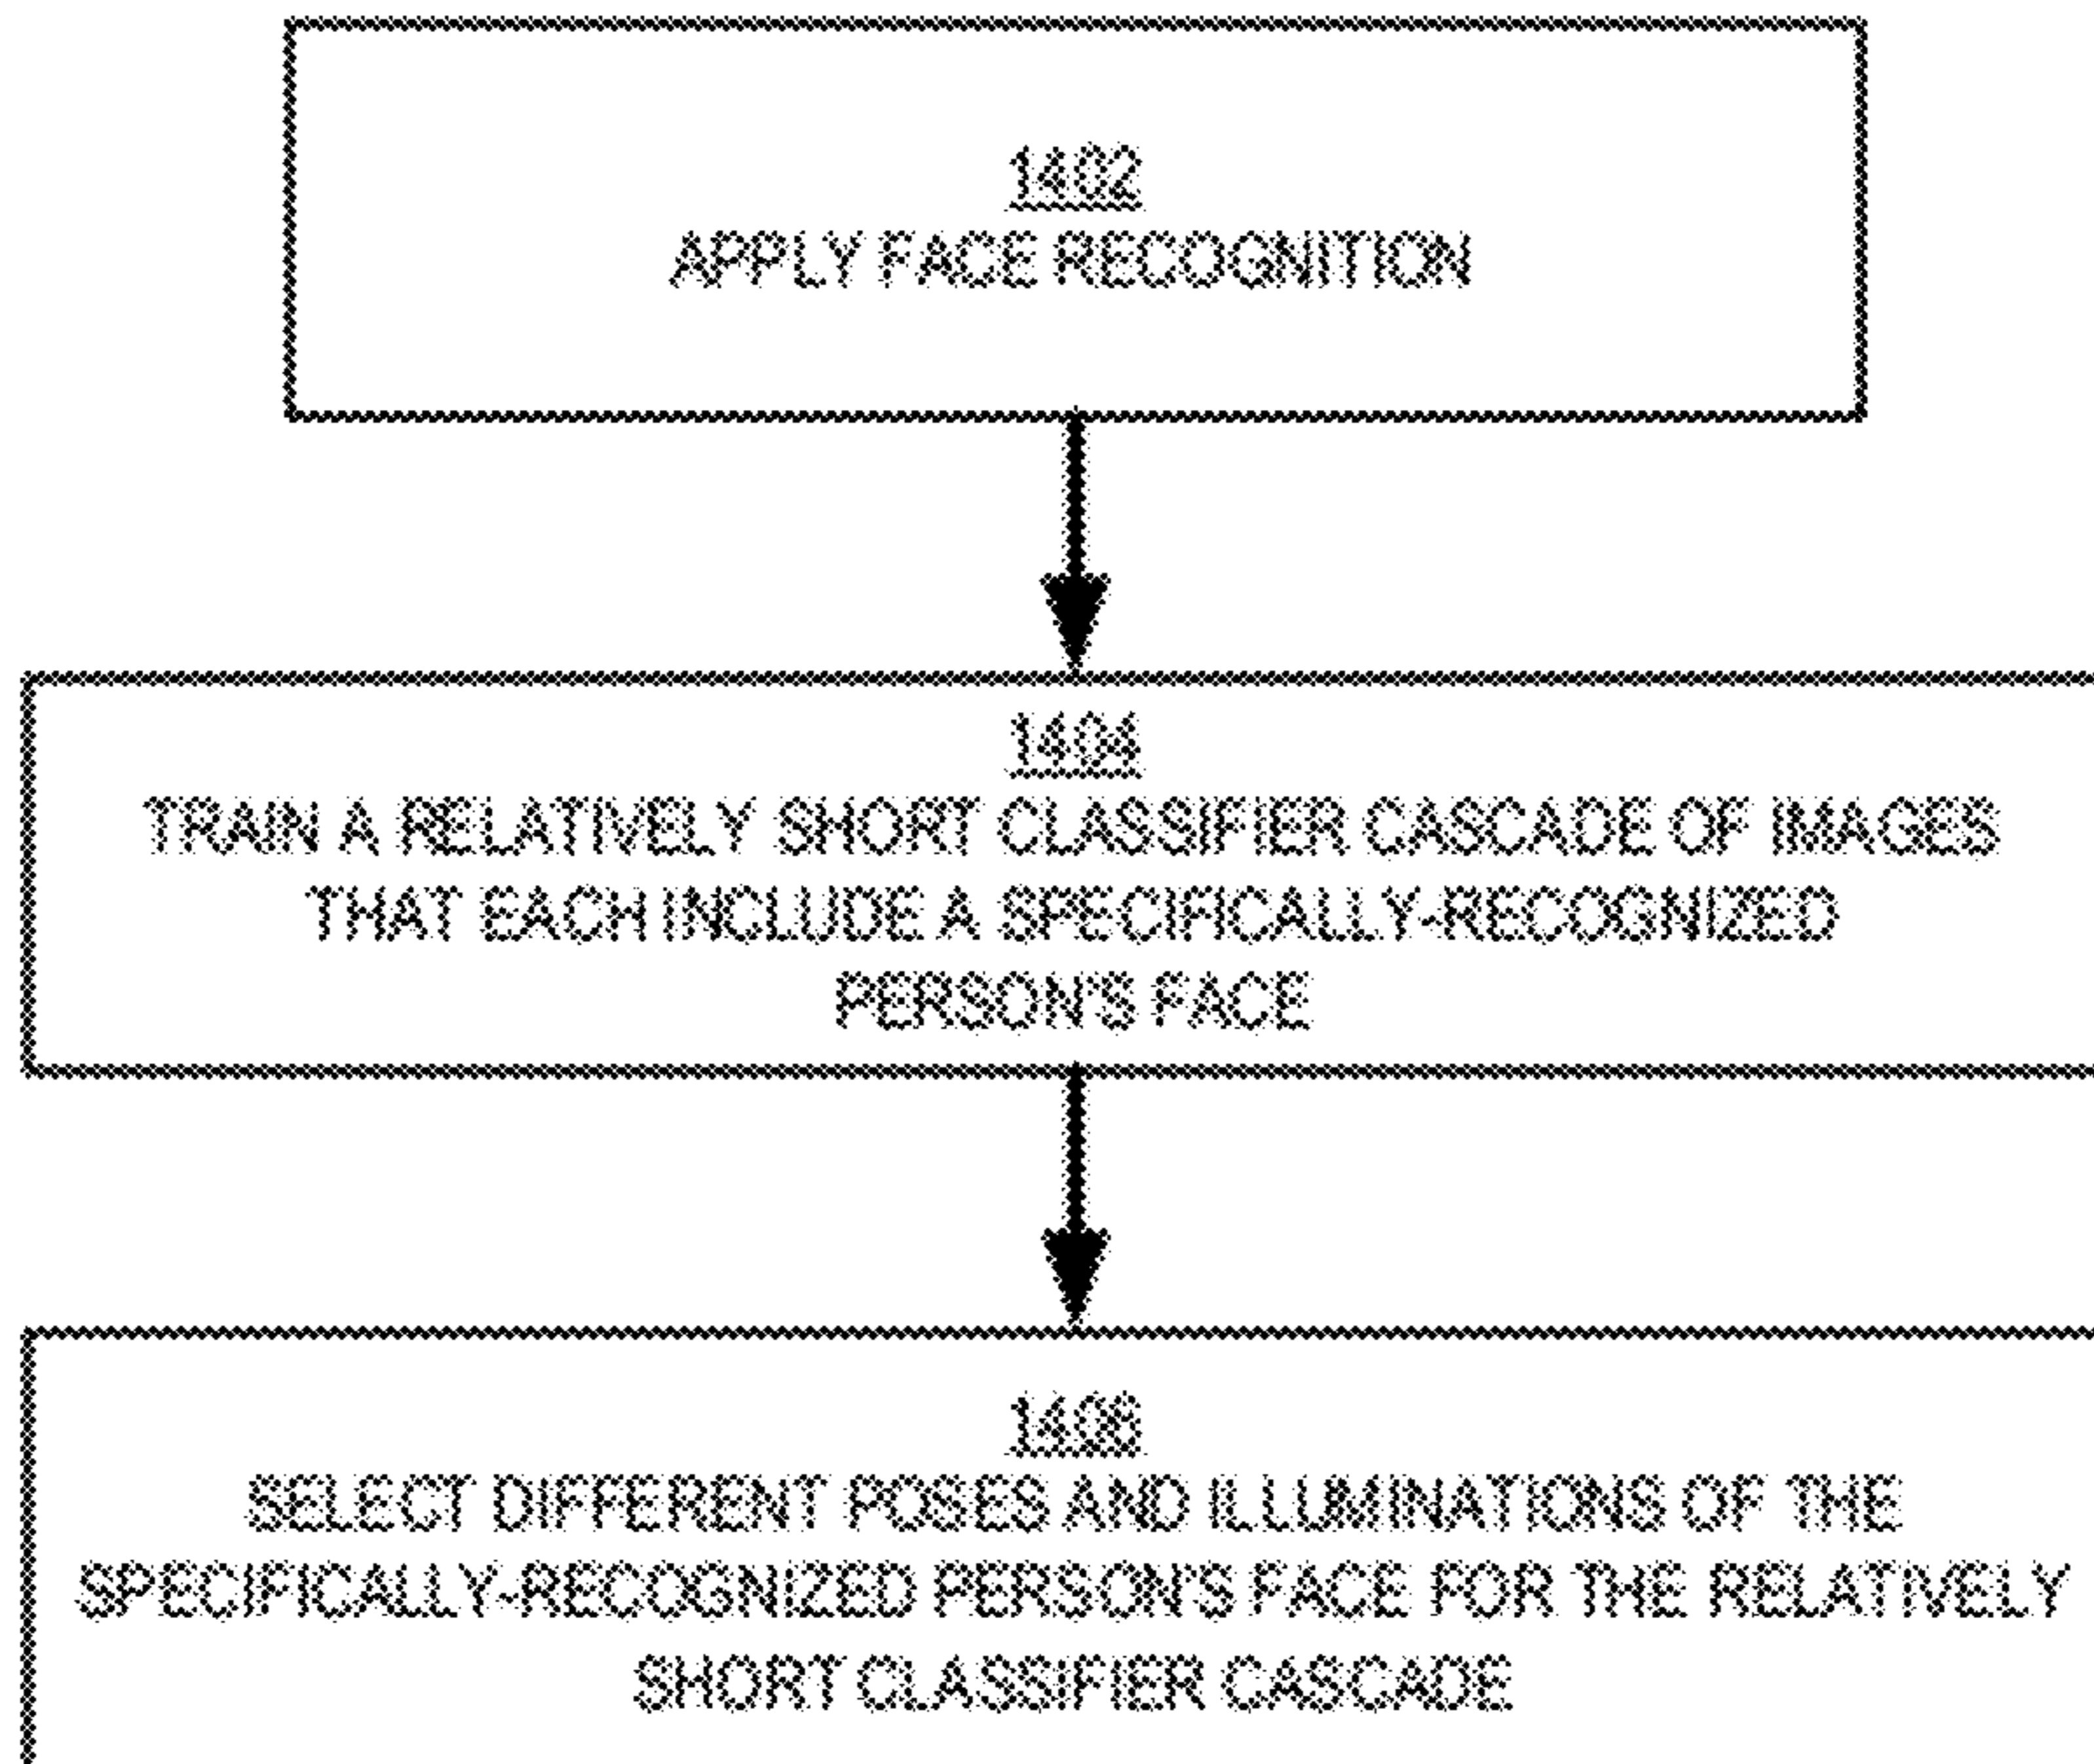 1402
APPLY FACE RECOGNITION
1404
TRAIN A RELATIVELY SHORT CLASSIFIER CASCADE OF IMAGES
THAT EACH INCLUDE A SPECIFICALLY-RECOGNIZED
PERSON'S FACE
1406
SELECT DIFFERENT POSES AND ILLUMINATIONS OF THE
SPECIFICALLY-RECOGNIZED PERSON'S FACE FOR THE RELATIVELY
SHORT CLASSIFIER CASCADE